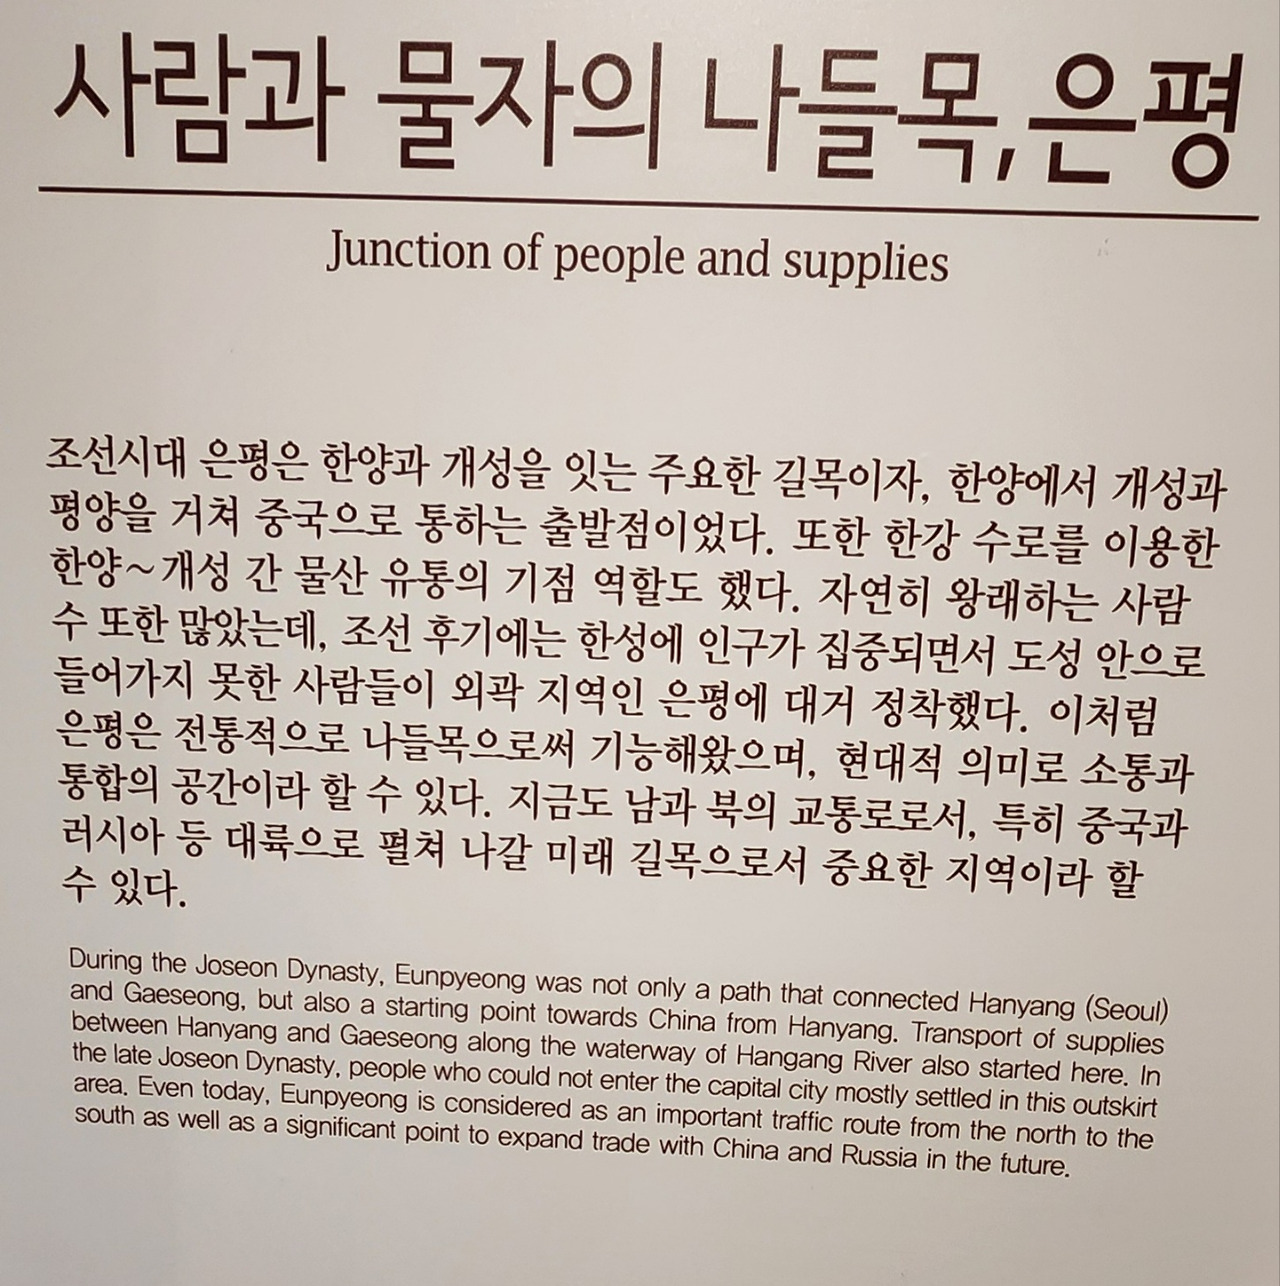 사람과 물자의 나들목,은평
Junction of people and supplies
조선시대 은평은 한양과 개성을 잇는 주요한 길목이자, 한양에서 개성과
평양을 거쳐 중국으로 통하는 출발점이었다. 또한 한강 수로를 이용한
한양~개성 간 물산 유통의 기점 역할도 했다. 자연히 왕래하는 사람
수 또한 많았는데, 조선 후기에는 한성에 인구가 집중되면서 도성 안으로
들어가지 못한 사람들이 외곽 지역인 은평에 대거 정착했다. 이처럼
은평은 전통적으로 나들목으로써 기능해왔으며, 현대적 의미로 소통과
통합의 공간이라 할 수 있다. 지금도 남과 북의 교통로로서, 특히 중국과
러시아 등 대륙으로 펼쳐 나갈 미래 길목으로서 중요한 지역이라 할
수 있다.
During the Joseon Dynasty, Eunpyeong was not only a path that connected Hanyang (Seoul)
and Gaeseong, but also a starting point towards China from Hanyang. Transport of supplies
between Hanyang and Gaeseong along the waterway of Hangang River also started here. In
the late Joseon Dynasty, people who could not enter the capital city mostly settled in this outskirt
area. Even today, Eunpyeong is considered as an important traffic route from the north to the
south as well as a significant point to expand trade with China and Russia in the future.